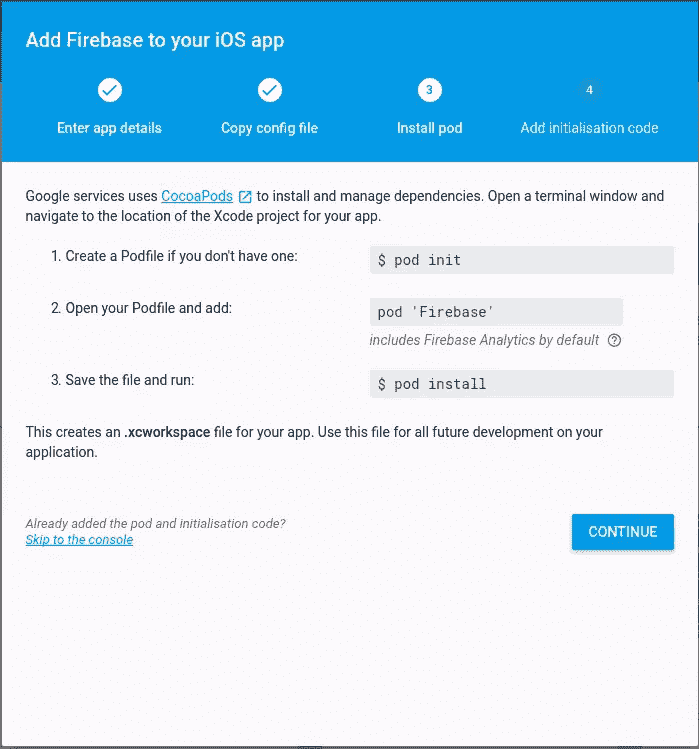 Add Firebase to your iOS app
3
4
Enter app details
Copy config file
Install pod
Add initialisation code
Google services uses CocoaPods to install and manage dependencies. Open a terminal window and
navigate to the location of the Xcode project for your app.
1. Create a Podfile if you don't have one:
$ pod init
2. Open your Podfile and add:
pod 'Firebase'
includes Firebase Analytics by default ?
3. Save the file and run:
$ pod install
This creates an .xcworkspace file for your app. Use this file for all future development on your
application.
Already added the pod and initialisation code?
Skip to the console
CONTINUE